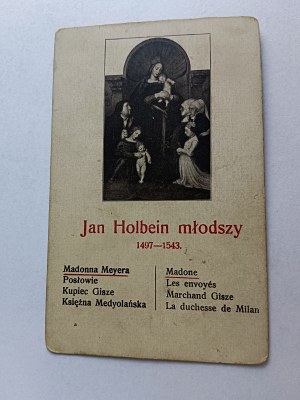 Jan Holbein młodszy
1497—1543.
Madonna Meyera
Posłowie
Kupiec Gisze
Księżna Medyolańska
Madone
Les envoyés
Marchand Gisze
La duchesse de Milan